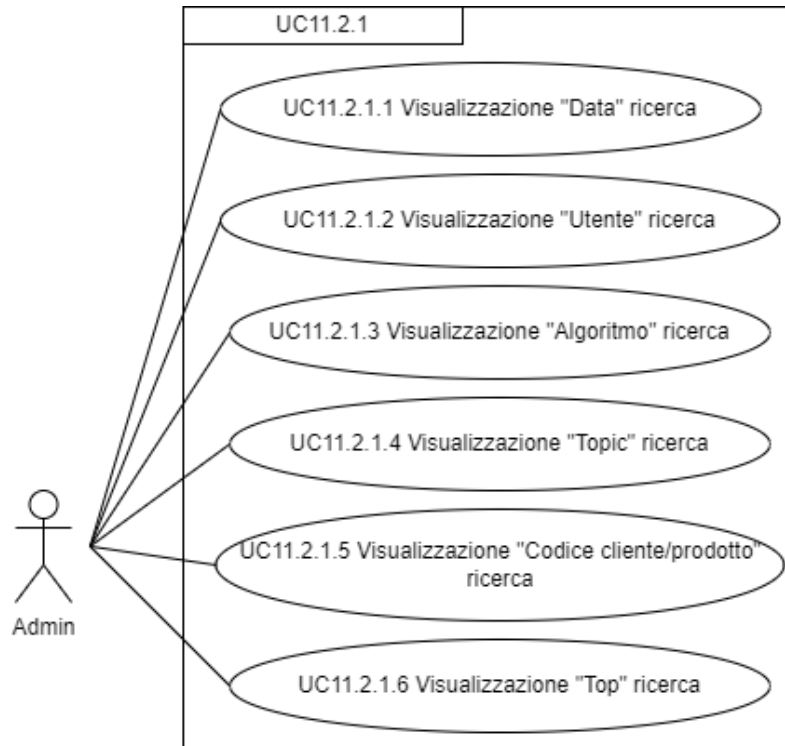 UC11.2.1
UC11.2.1.1 Visualizzazione "Data" ricerca
UC11.2.1.2 Visualizzazione "Utente" ricerca
UC11.2.1.3 Visualizzazione "Algoritmo" ricerca
UC11.2.1.4 Visualizzazione "Topic" ricerca
UC11.2.1.5 Visualizzazione "Codice cliente/prodotto"
ricerca
UC11.2.1.6 Visualizzazione "Top" ricerca
Admin